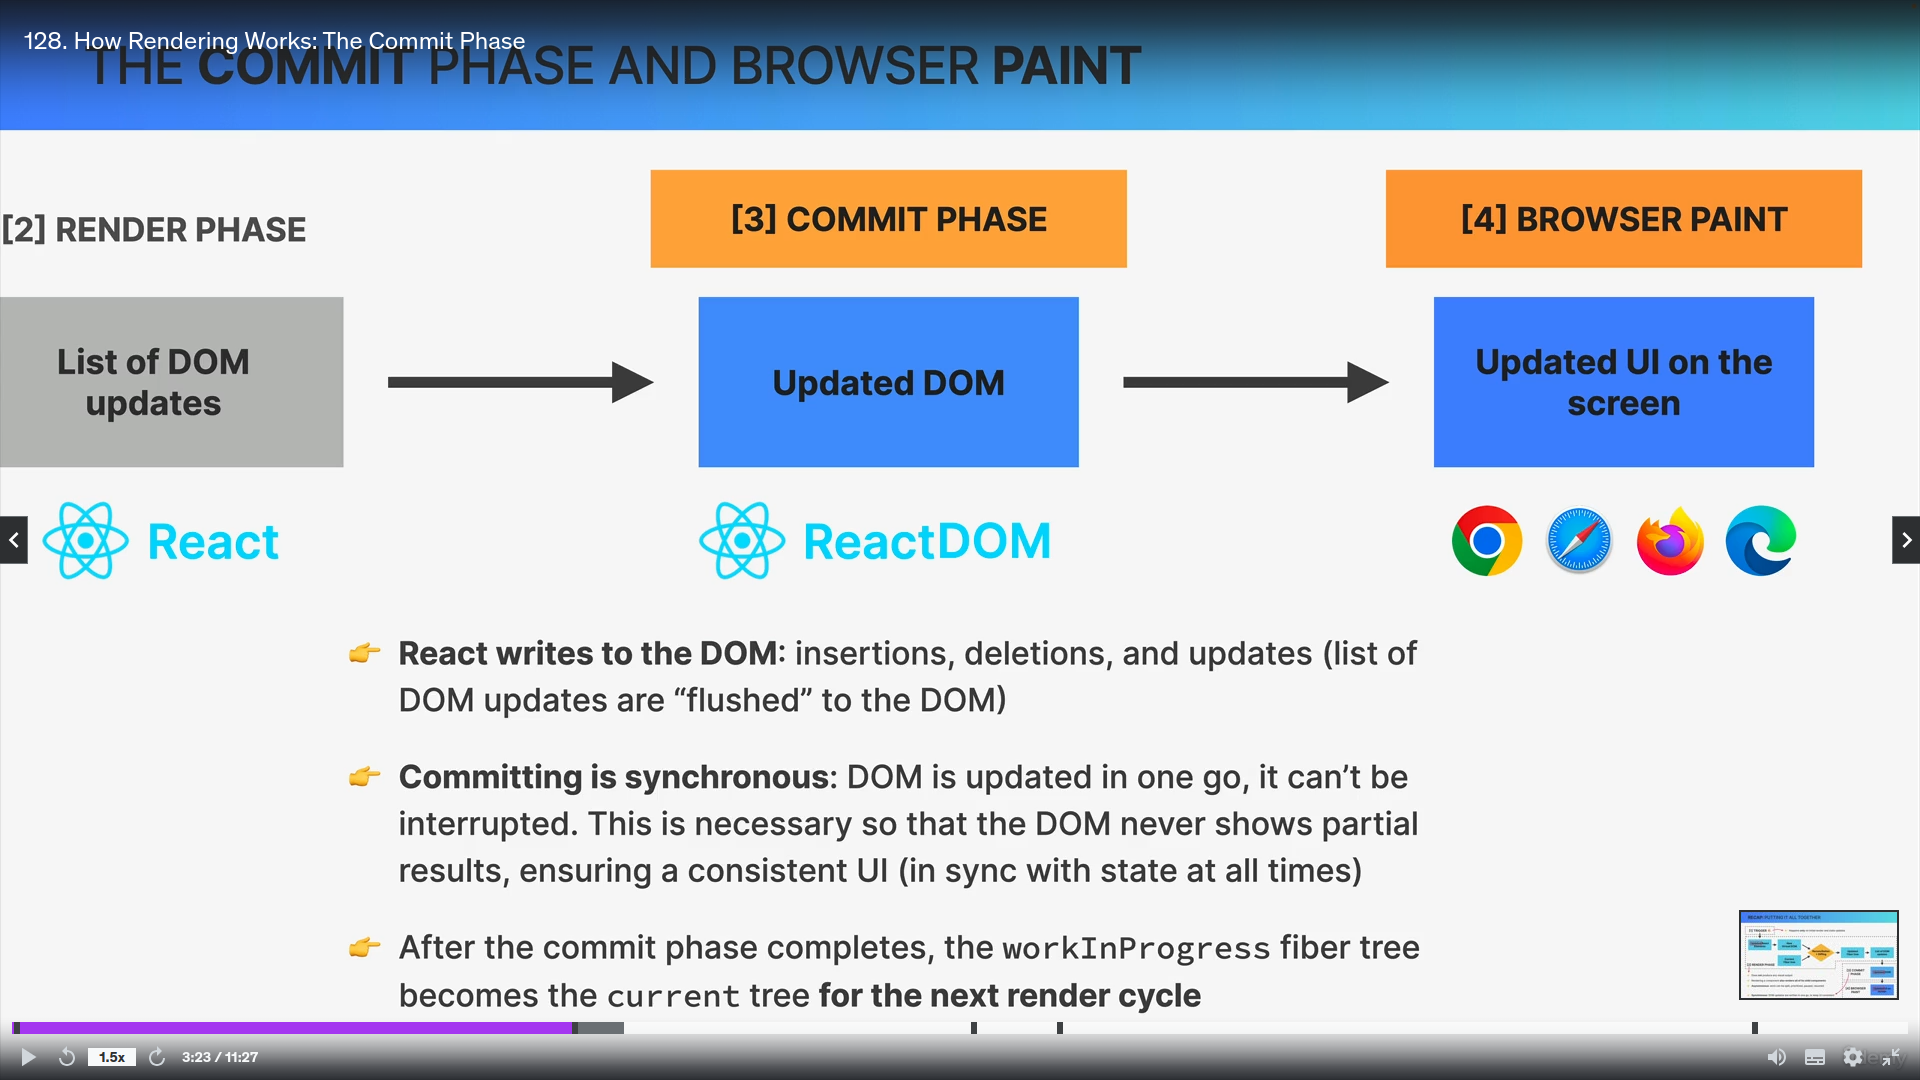 128. How Rendering Works: The Commit Phase
THE COMMIT PHASE AND BROWSER PAINT
[2] RENDER PHASE
[3] COMMIT PHASE
[4] BROWSER PAINT
List of DOM
updates
Updated DOM
Updated UI on the
screen
React
ReactDOM
👉 React writes to the DOM: insertions, deletions, and updates (list of
DOM updates are “flushed” to the DOM)
👉 Committing is synchronous: DOM is updated in one go, it can’t be
interrupted. This is necessary so that the DOM never shows partial
results, ensuring a consistent UI (in sync with state at all times)
👉 After the commit phase completes, the workInProgress fiber tree
becomes the current tree for the next render cycle
RECAP: PUTTING IT ALL TOGETHER
1.5x
3:23 / 11:27